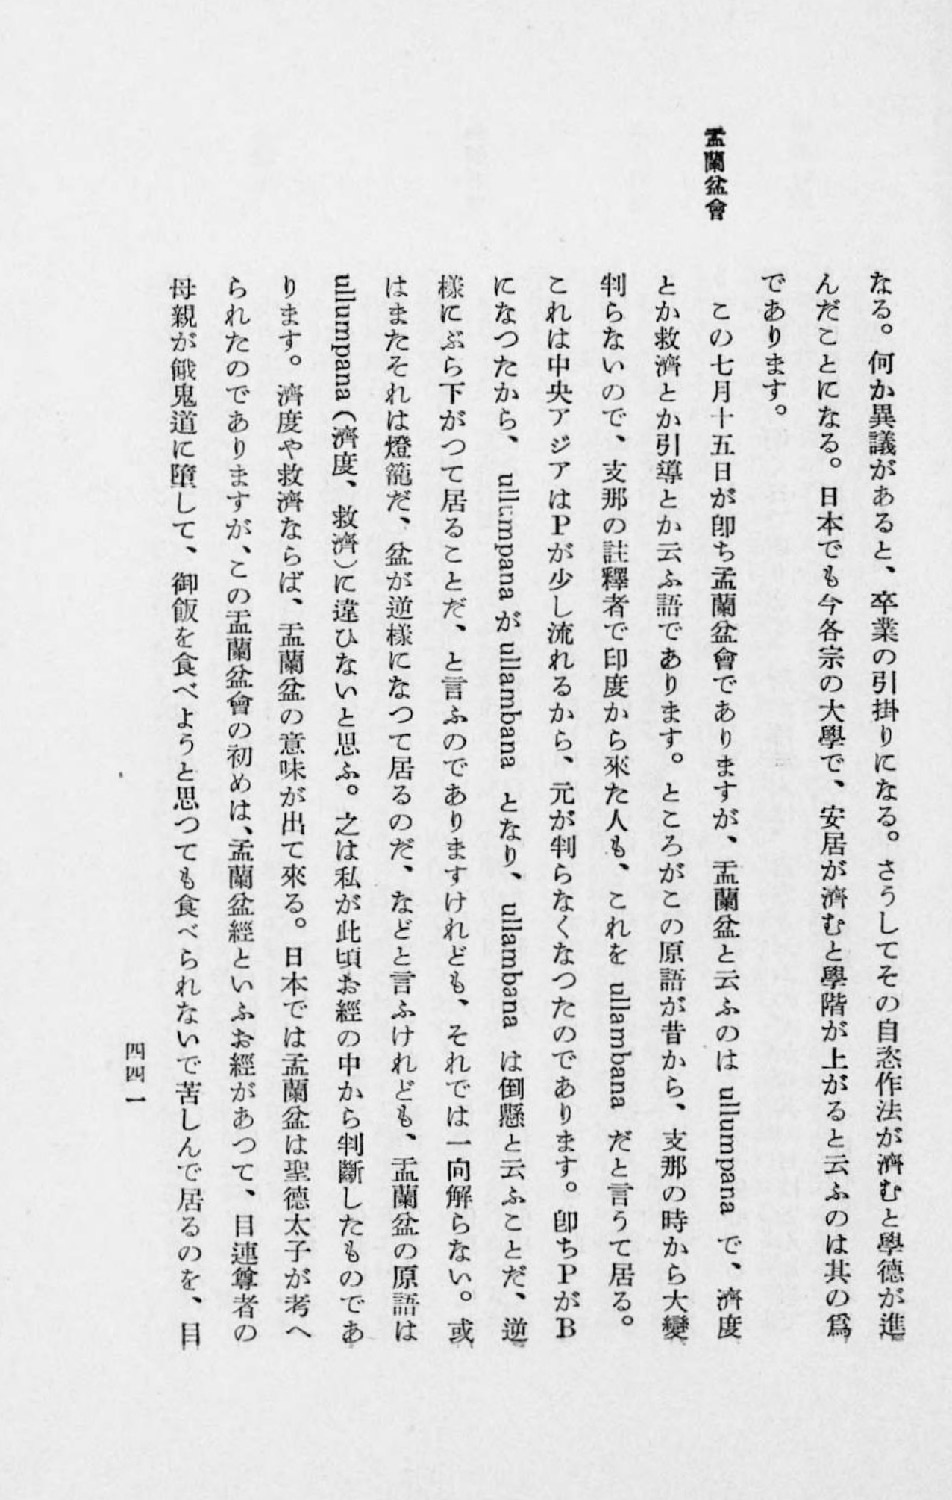 盂蘭盆會
なる。何か異議があると、卒業の引掛りになる。さうしてその自恣作法が濟むと學德が進
んだことになる。日本でも今各宗の大學で、安居が濟むと學階が上がると云ふのは其の爲
であります。
この七月十五日が卽ち盂蘭盆會でありますが、盂蘭盆と云ふのは ullumpana で、濟度
とか救濟とか引導とか云ふ語であります。ところがこの原語が昔から、支那の時から大變
判らないので、支那の註釋者で印度から來た人も、これを ullambana だと言うて居る。
これは中央アジアはPが少し流れるから、元が判らなくなつたのであります。卽ちPがB
になつたから、ullumpana が ullambana となり、ullambana は倒懸と云ふことだ、逆
樣にぶら下がつて居ることだ、と言ふのでありますけれども、それでは一向解らない。或
はまたそれは燈籠だ、盆が逆樣になつて居るのだ、などと言ふけれども、盂蘭盆の原語は
ullumpana（濟度、救濟）に違ひないと思ふ。之は私が此頃お經の中から判斷したものであ
ります。濟度や救濟ならば、盂蘭盆の意味が出て來る。日本では盂蘭盆は聖德太子が考へ
られたのでありますが、この盂蘭盆會の初めは、盂蘭盆經といふお經があつて、目連尊者の
母親が餓鬼道に墮して、御飯を食べようと思つても食べられないで苦しんで居るのを、目
四四一